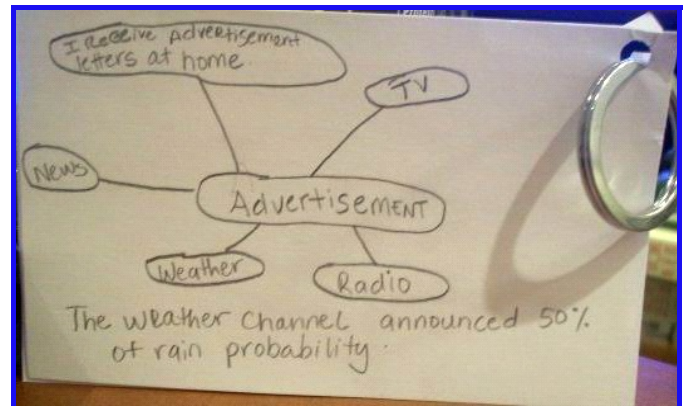 I Receive Advertisement
letters at home.
TV
News
AdvertiseMENT
Weather
Radio
The Weather Channel announced 50%
of rain probability.